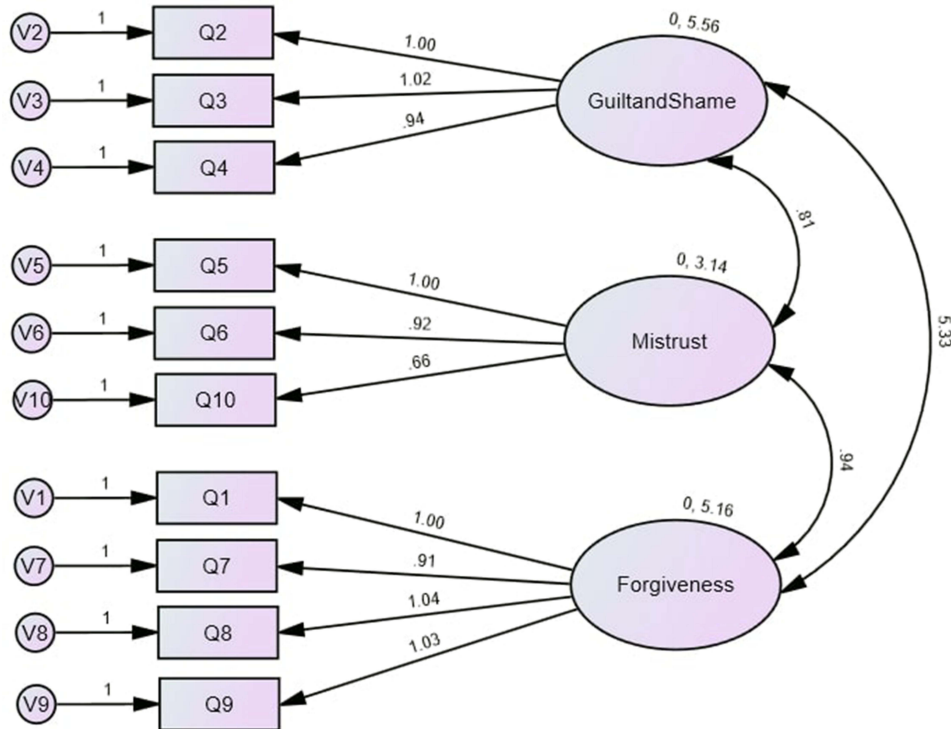 0, 5.56
V2 1 Q2 1.00
V3 1 Q3 1.02 GuiltandShame
V4 1 Q4 .94
.81
V5 1 Q5 1.00 0, 3.14
V6 1 Q6 .92 Mistrust 5.33
V10 1 Q10 .66
.94
V1 1 Q1 1.00 0, 5.16
V7 1 Q7 .91 Forgiveness
V8 1 Q8 1.04
V9 1 Q9 1.03